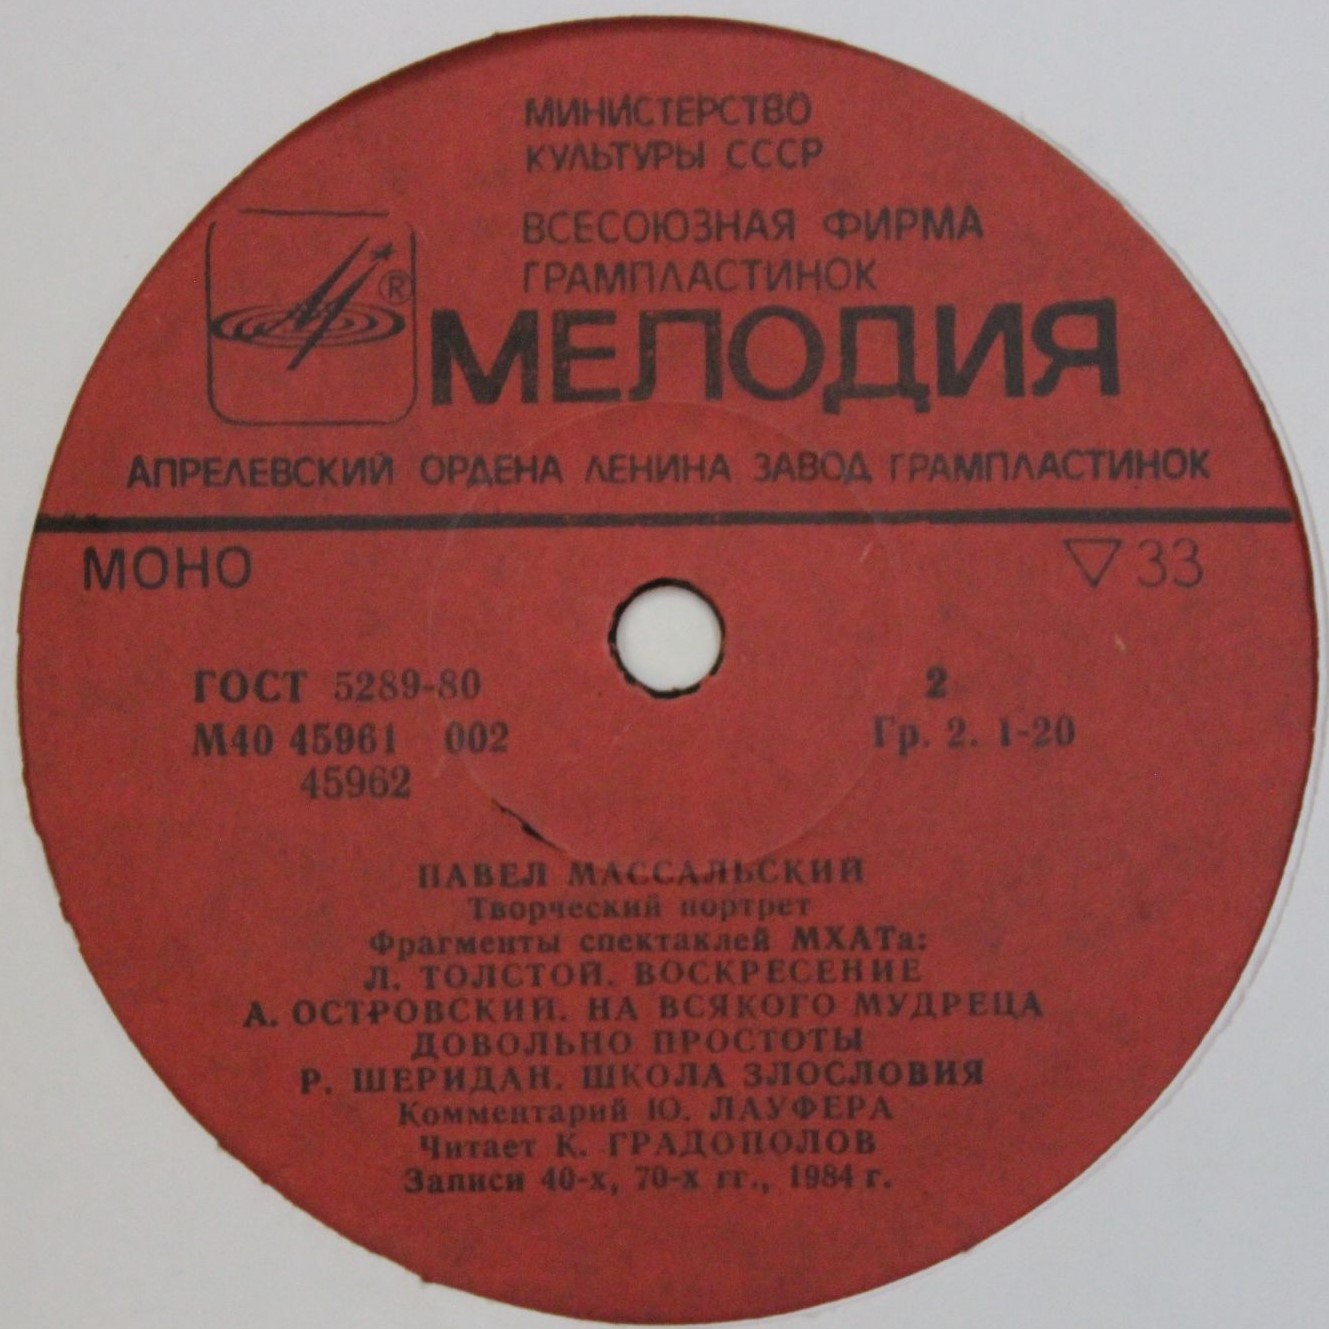 МИНИСТЕРСТВО
КУЛЬТУРЫ СССР
ВСЕСОЮЗНАЯ ФИРМА
ГРАМПЛАСТИНОК
®
МЕЛОДИЯ
АПРЕЛЕВСКИЙ ОРДЕНА ЛЕНИНА ЗАВОД ГРАМПЛАСТИНОК
МОНО ▽ 33
ГОСТ 5289-80 2
М40 45961 002 Гр. 2. 1-20
45962
ПАВЕЛ МАССАЛЬСКИЙ
Творческий портрет
Фрагменты спектаклей МХАТа:
Л. ТОЛСТОЙ. ВОСКРЕСЕНИЕ
А. ОСТРОВСКИЙ. НА ВСЯКОГО МУДРЕЦА
ДОВОЛЬНО ПРОСТОТЫ
Р. ШЕРИДАН. ШКОЛА ЗЛОСЛОВИЯ
Комментарий Ю. ЛАУФЕРА
Читает К. ГРАДОПОЛОВ
Записи 40-х, 70-х гг., 1984 г.